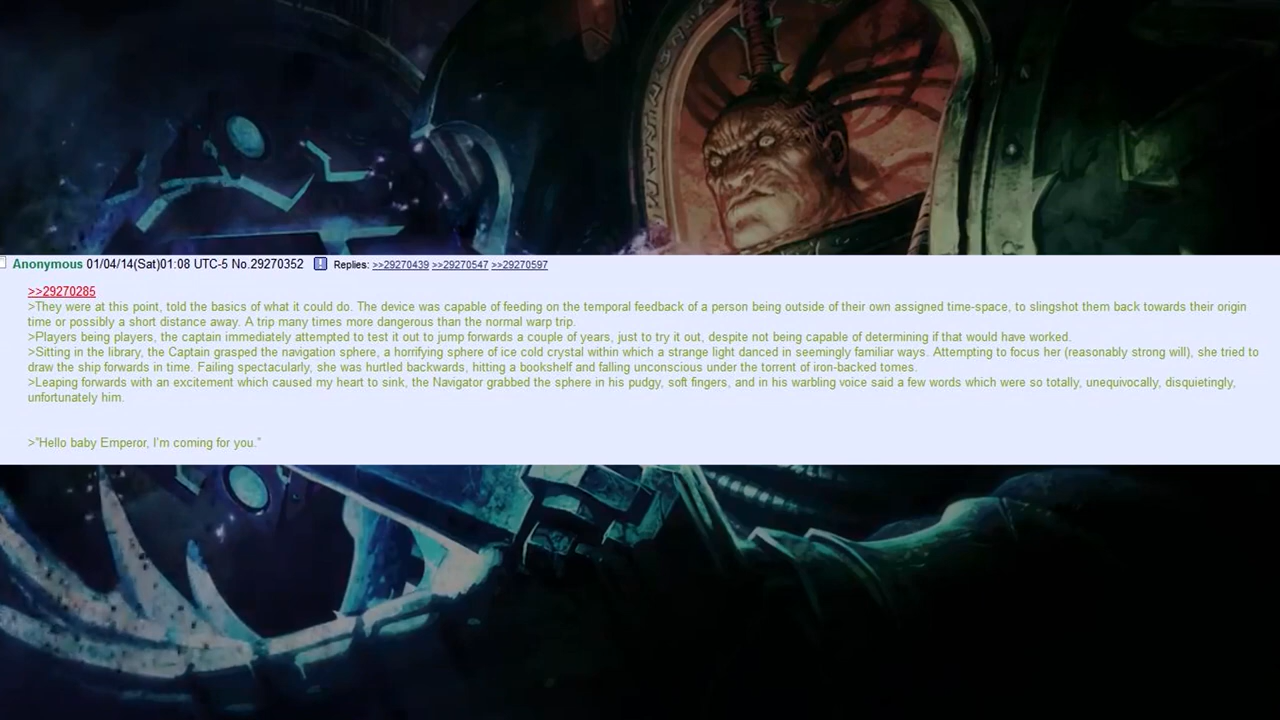 Anonymous 01/04/14(Sat)01:08 UTC-5 No.29270352 Replies: >>29270439 >>29270547 >>29270597
>>29270285
>They were at this point, told the basics of what it could do. The device was capable of feeding on the temporal feedback of a person being outside of their own assigned time-space, to slingshot them back towards their origin
time or possibly a short distance away. A trip many times more dangerous than the normal warp trip.
>Players being players, the captain immediately attempted to test it out to jump forwards a couple of years, just to try it out, despite not being capable of determining if that would have worked.
>Sitting in the library, the Captain grasped the navigation sphere, a horrifying sphere of ice cold crystal within which a strange light danced in seemingly familiar ways. Attempting to focus her (reasonably strong will), she tried to
draw the ship forwards in time. Failing spectacularly, she was hurtled backwards, hitting a bookshelf and falling unconscious under the torrent of iron-backed tomes.
>Leaping forwards with an excitement which caused my heart to sink, the Navigator grabbed the sphere in his pudgy, soft fingers, and in his warbling voice said a few words which were so totally, unequivocally, disquietingly,
unfortunately him.
>"Hello baby Emperor, I'm coming for you."